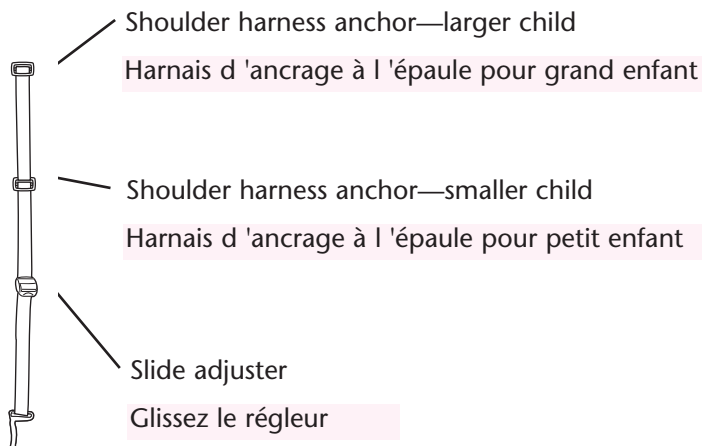 Shoulder harness anchor—larger child
Harnais d 'ancrage à l 'épaule pour grand enfant
Shoulder harness anchor—smaller child
Harnais d 'ancrage à l 'épaule pour petit enfant
Slide adjuster
Glissez le régleur